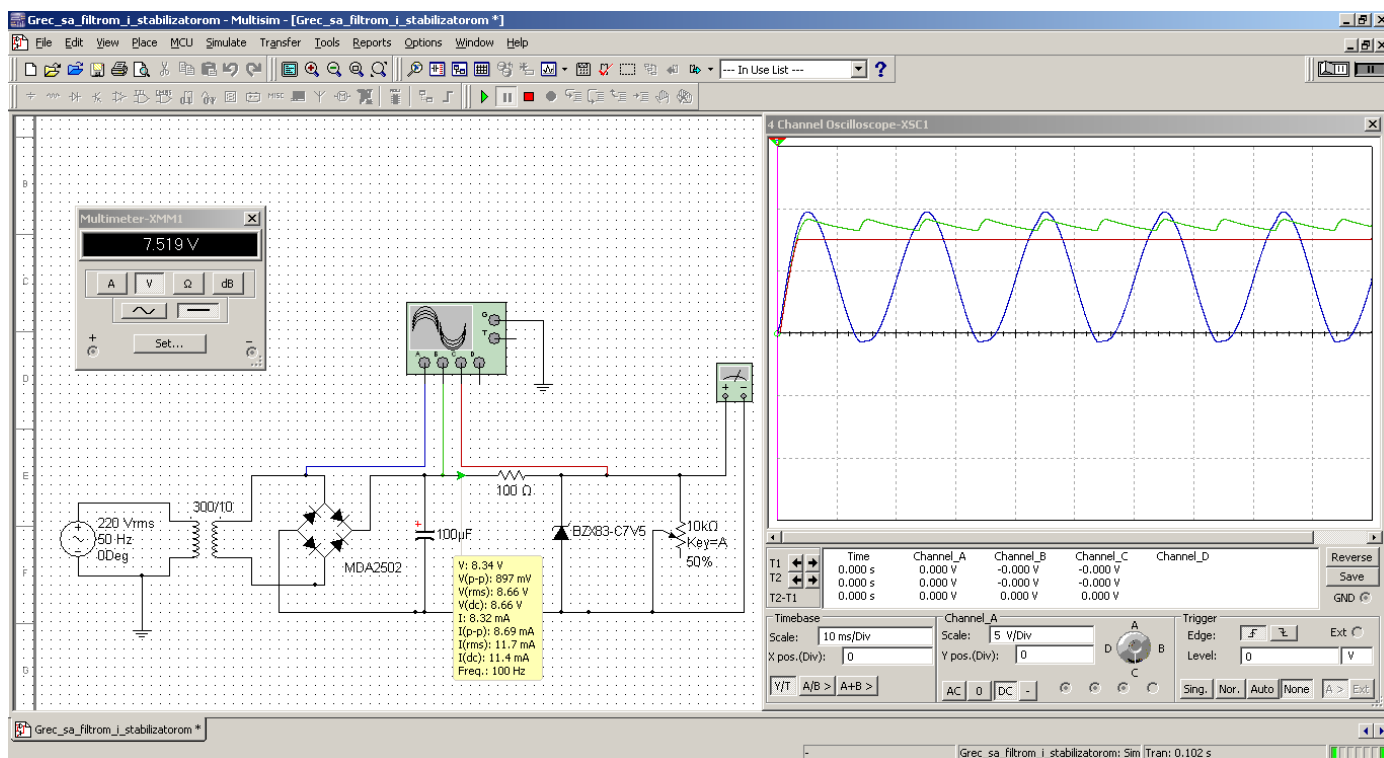 Grec_sa_filtrom_i_stabilizatorom - Multisim - [Grec_sa_filtrom_i_stabilizatorom *]
File Edit View Place MCU Simulate Transfer Tools Reports Options Window Help
--- In Use List ---
Multimeter-XMM1
7.519 V
A V Ω dB
+ -
Set...
G
T
A B C D
+ -
100 Ω
300/10
220 Vrms
50 Hz
0Deg
MDA2502
+
100µF
BZX83-C7V5
10kΩ
Key=A
50%
V: 8.34 V
V(p-p): 897 mV
V(rms): 8.66 V
V(dc): 8.66 V
I: 8.32 mA
I(p-p): 8.69 mA
I(rms): 11.7 mA
I(dc): 11.4 mA
Freq.: 100 Hz
B
C
D
E
F
G
4 Channel Oscilloscope-XSC1
Time Channel_A Channel_B Channel_C Channel_D
T1 0.000 s 0.000 V -0.000 V -0.000 V
T2 0.000 s 0.000 V -0.000 V -0.000 V
T2-T1 0.000 s 0.000 V 0.000 V 0.000 V
Reverse
Save
GND
Timebase
Scale: 10 ms/Div
X pos.(Div): 0
Y/T A/B > A+B >
Channel_A
Scale: 5 V/Div
Y pos.(Div): 0
AC 0 DC -
A
B
C
D
Trigger
Edge: Ext
Level: 0 V
Sing. Nor. Auto None A > Ext
Grec_sa_filtrom_i_stabilizatorom *
- Grec_sa_filtrom_i_stabilizatorom: Sim Tran: 0.102 s